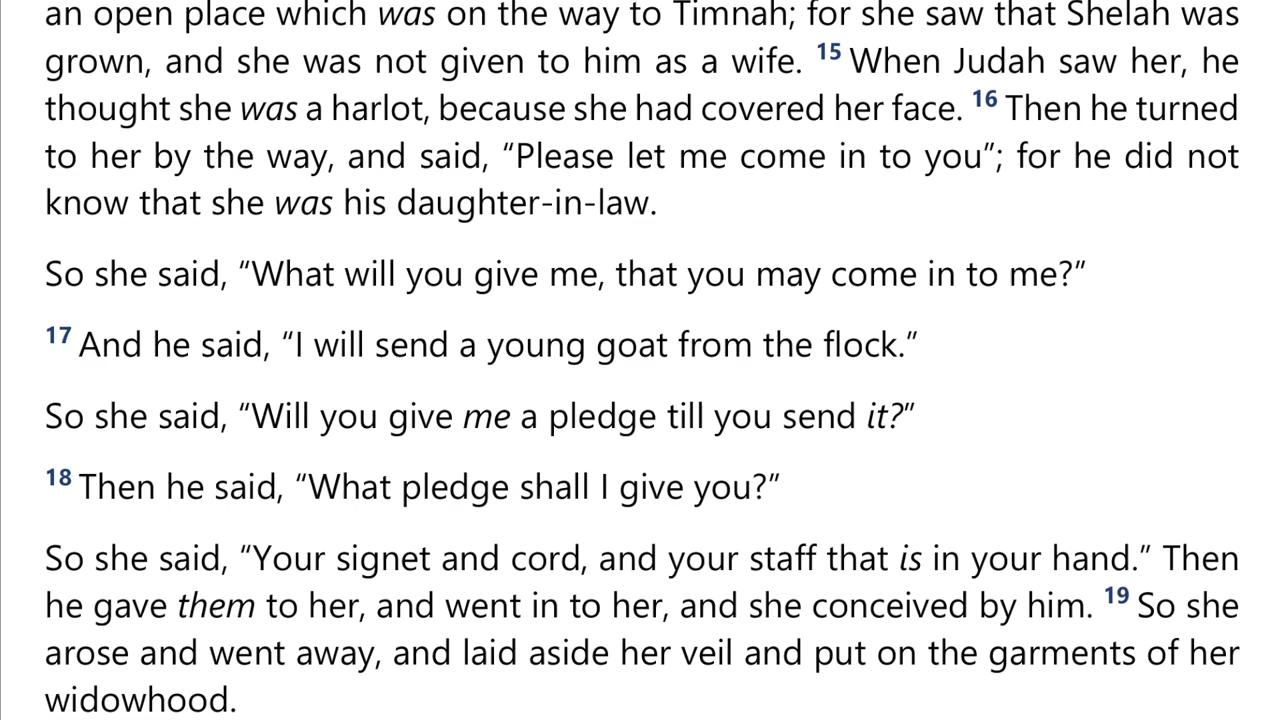 an open place which was on the way to Timnah; for she saw that Shelah was
grown, and she was not given to him as a wife. 15 When Judah saw her, he
thought she was a harlot, because she had covered her face. 16 Then he turned
to her by the way, and said, “Please let me come in to you”; for he did not
know that she was his daughter-in-law.
So she said, “What will you give me, that you may come in to me?”
17 And he said, “I will send a young goat from the flock.”
So she said, “Will you give me a pledge till you send it?”
18 Then he said, “What pledge shall I give you?”
So she said, “Your signet and cord, and your staff that is in your hand.” Then
he gave them to her, and went in to her, and she conceived by him. 19 So she
arose and went away, and laid aside her veil and put on the garments of her
widowhood.